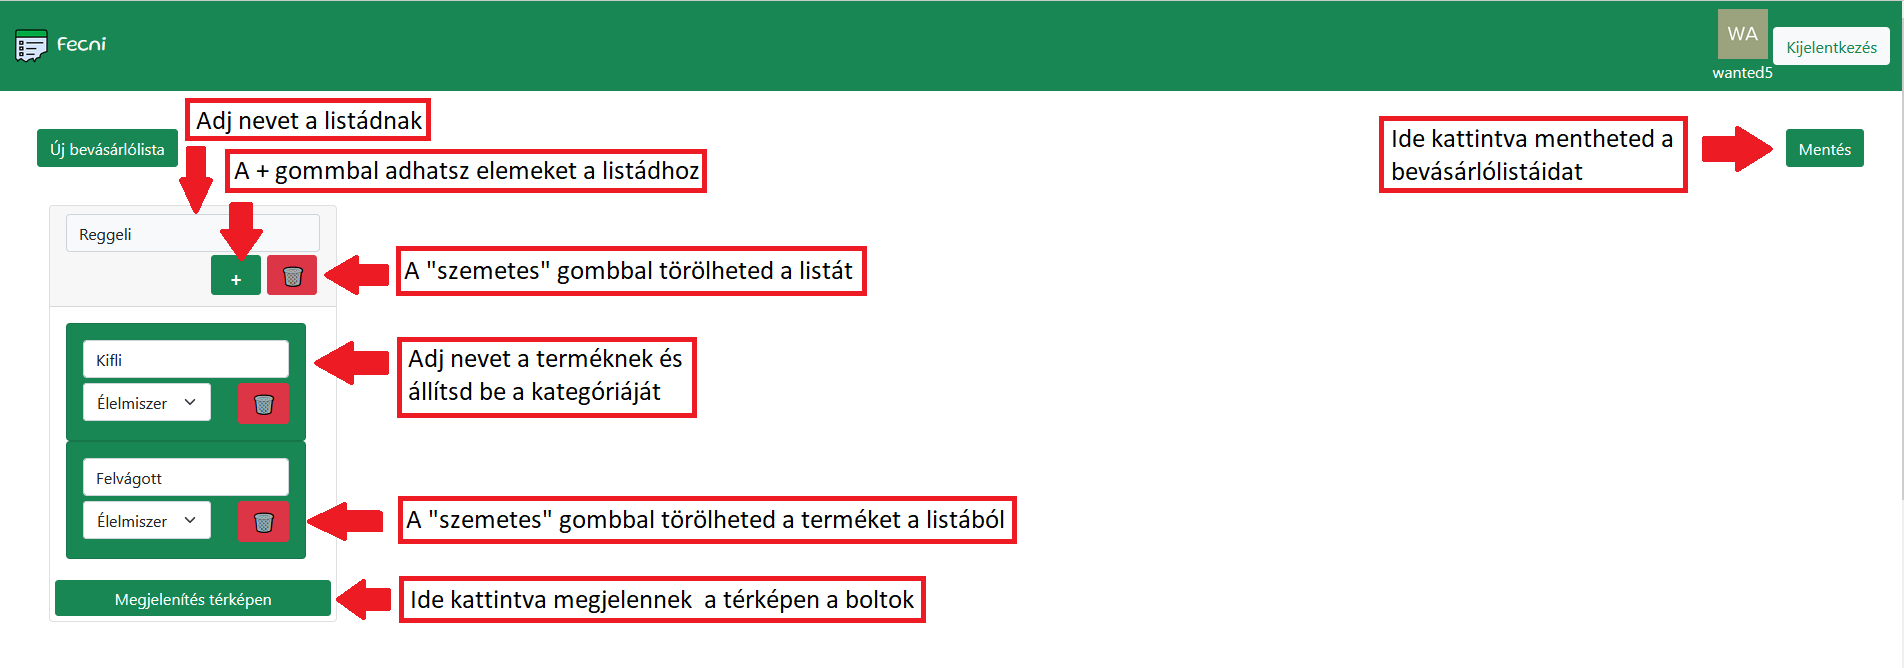 Fecni
WA
wanted5
Kijelentkezés
Új bevásárlólista
Adj nevet a listádnak
A + gommbal adhatsz elemeket a listádhoz
Ide kattintva mentheted a
bevásárlólistáidat
Mentés
Reggeli
+
A "szemetes" gombbal törölheted a listát
Kifli
Élelmiszer
Adj nevet a terméknek és
állítsd be a kategóriáját
Felvágott
Élelmiszer
A "szemetes" gombbal törölheted a terméket a listából
Megjelenítés térképen
Ide kattintva megjelennek  a térképen a boltok